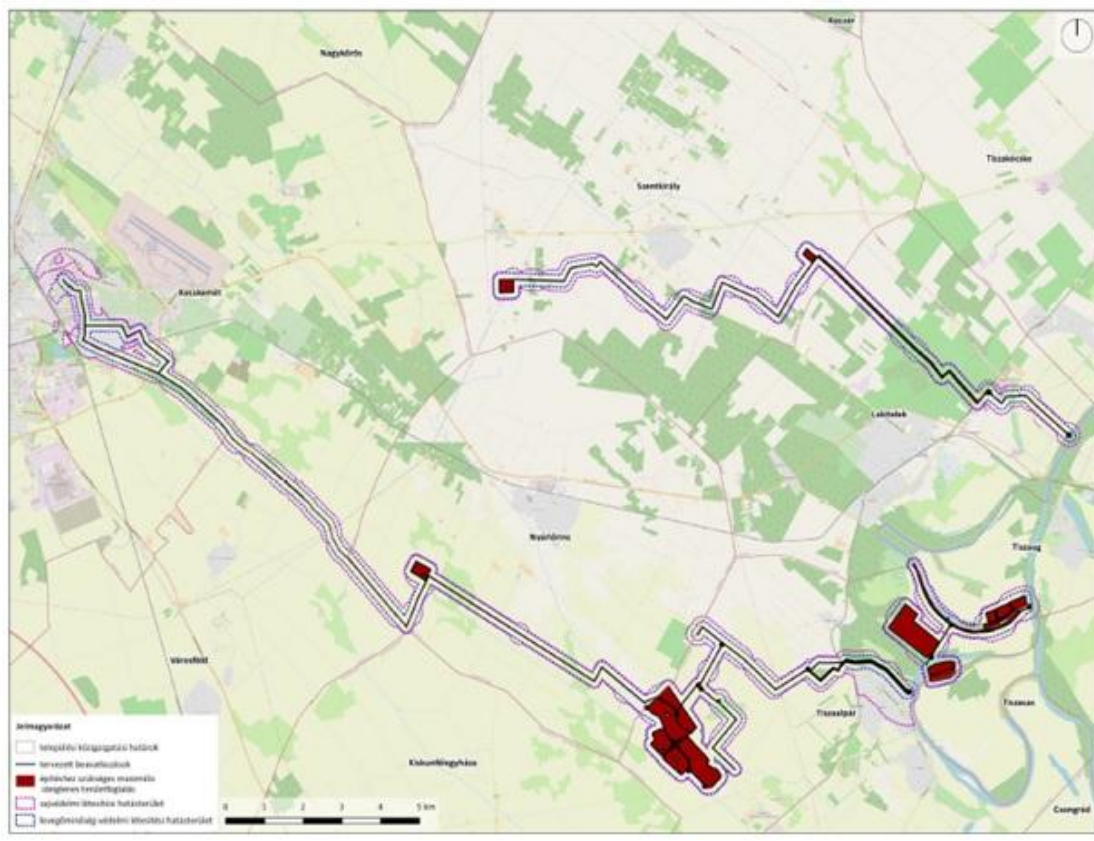 Kocsér
Nagykőrös
Tiszakécske
Szentkirály
Kecskemét
Lakitelek
Nyárlőrinc
Tiszaug
Városföld
Tiszaalpár
Tiszasas
Kiskunfélegyháza
Csongrád
Jelmagyarázat
települési közigazgatási határok
tervezett beavatkozások
építéshez szükséges maximális
ideiglenes területfoglalás
zajvédelmi létesítési hatásterület
levegőminőség-védelmi létesítési hatásterület
0 1 2 3 4 5 km